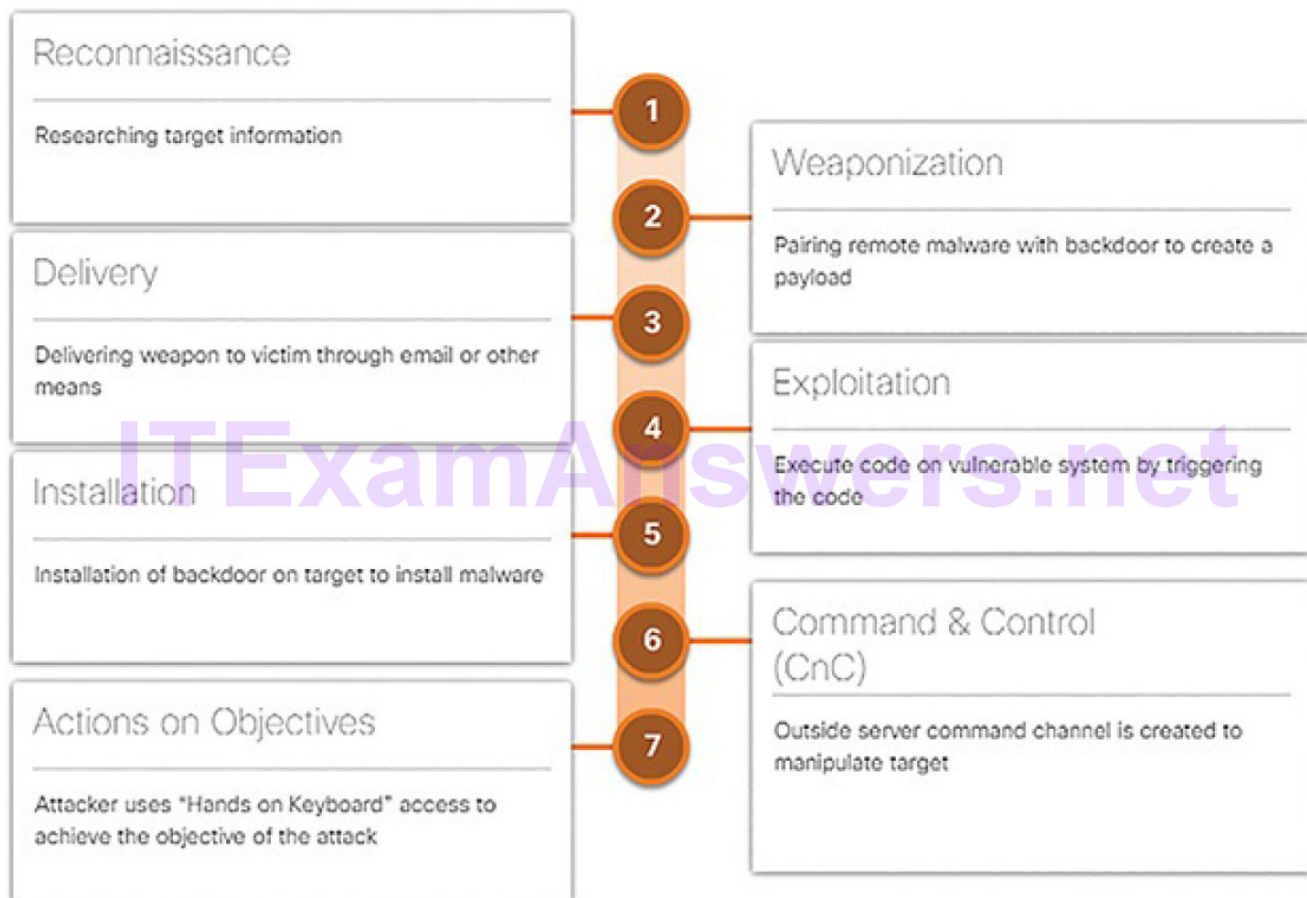 Reconnaissance
Researching target information
1
Weaponization
Pairing remote malware with backdoor to create a
payload
2
Delivery
Delivering weapon to victim through email or other
means
3
Exploitation
Execute code on vulnerable system by triggering
the code
4
ITExamAnswers.net
Installation
Installation of backdoor on target to install malware
5
Command & Control
(CnC)
Outside server command channel is created to
manipulate target
6
Actions on Objectives
Attacker uses "Hands on Keyboard" access to
achieve the objective of the attack
7